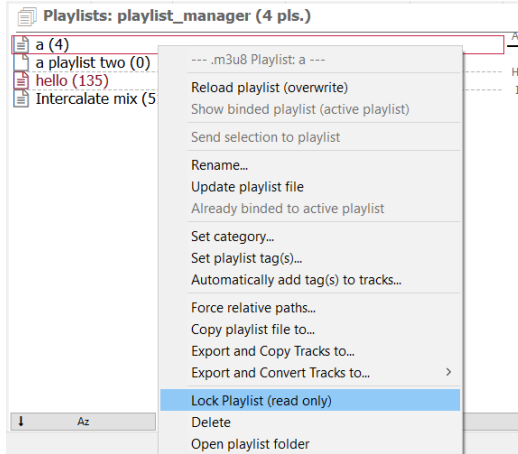 Playlists: playlist_manager (4 pls.)
a (4)
a playlist two (0)
hello (135)
Intercalate mix (5
A
H
I
--- .m3u8 Playlist: a ---
Reload playlist (overwrite)
Show binded playlist (active playlist)
Send selection to playlist
Rename...
Update playlist file
Already binded to active playlist
Set category...
Set playlist tag(s)...
Automatically add tag(s) to tracks...
Force relative paths...
Copy playlist file to...
Export and Copy Tracks to...
Export and Convert Tracks to...
Lock Playlist (read only)
Delete
Open playlist folder
Az